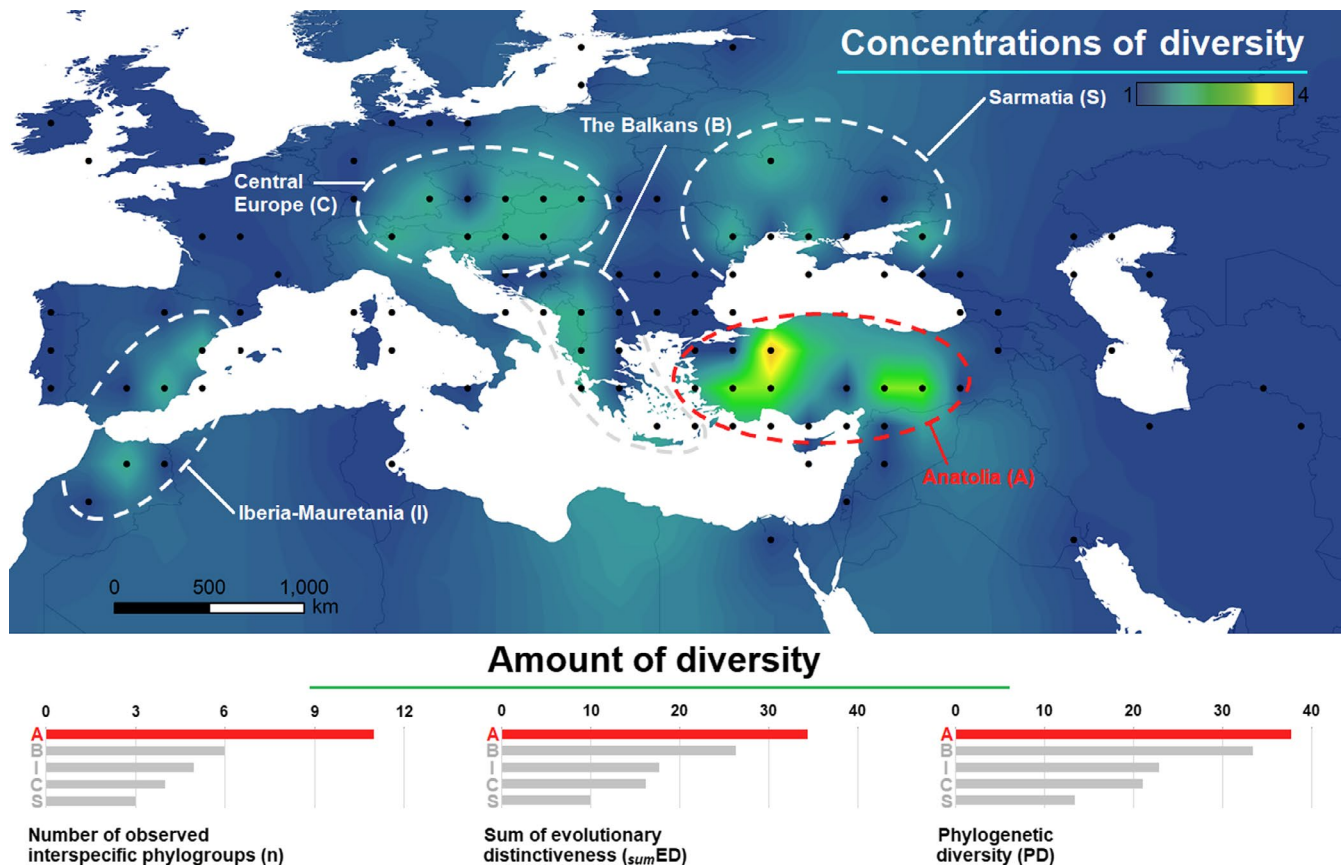 Concentrations of diversity
1 4
Sarmatia (S)
The Balkans (B)
Central
Europe (C)
Anatolia (A)
Iberia-Mauretania (I)
0 500 1,000
km
Amount of diversity
0 3 6 9 12
A
B
I
C
S
Number of observed
interspecific phylogroups (n)
0 10 20 30 40
A
B
I
C
S
Sum of evolutionary
distinctiveness (sumED)
0 10 20 30 40
A
B
I
C
S
Phylogenetic
diversity (PD)